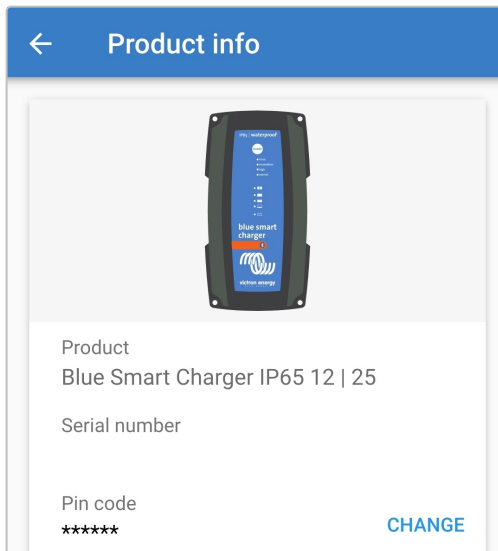 Product info
waterproof
blue smart
charger
victron energy
Product
Blue Smart Charger IP65 12 | 25
Serial number
Pin code
******
CHANGE